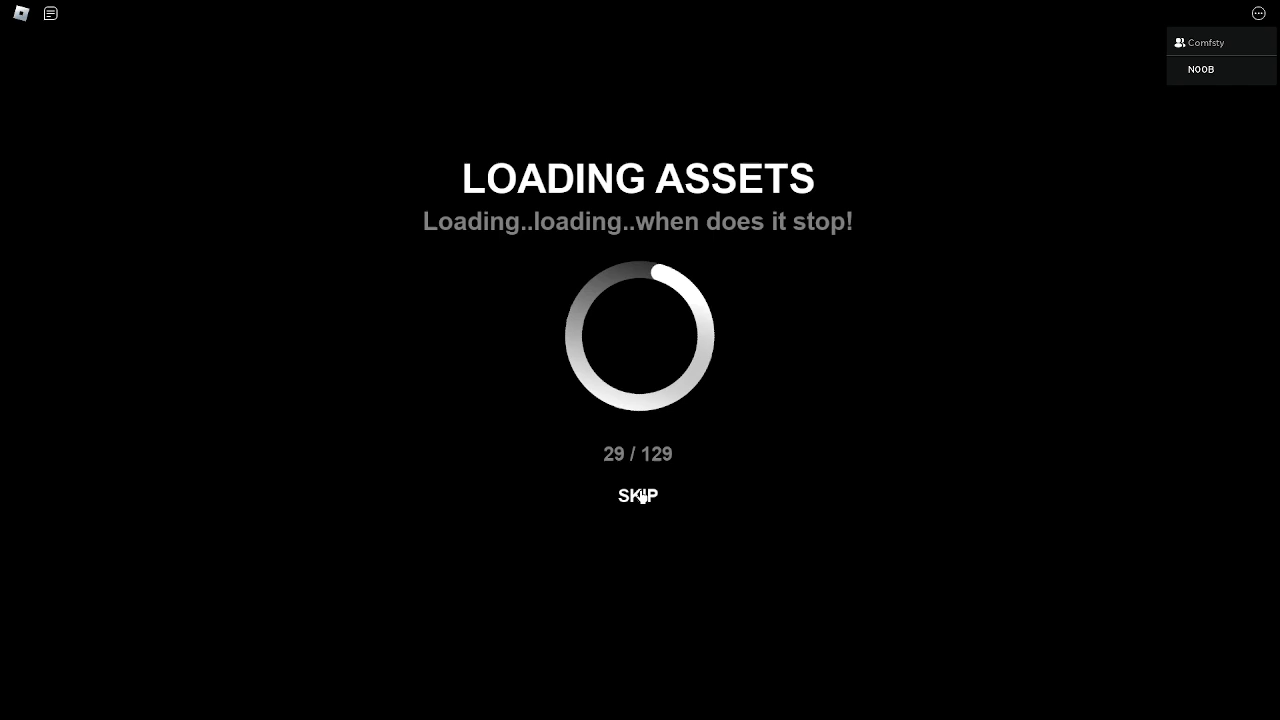 Comfsty
NOOB
LOADING ASSETS
Loading..loading..when does it stop!
29 / 129
SKIP